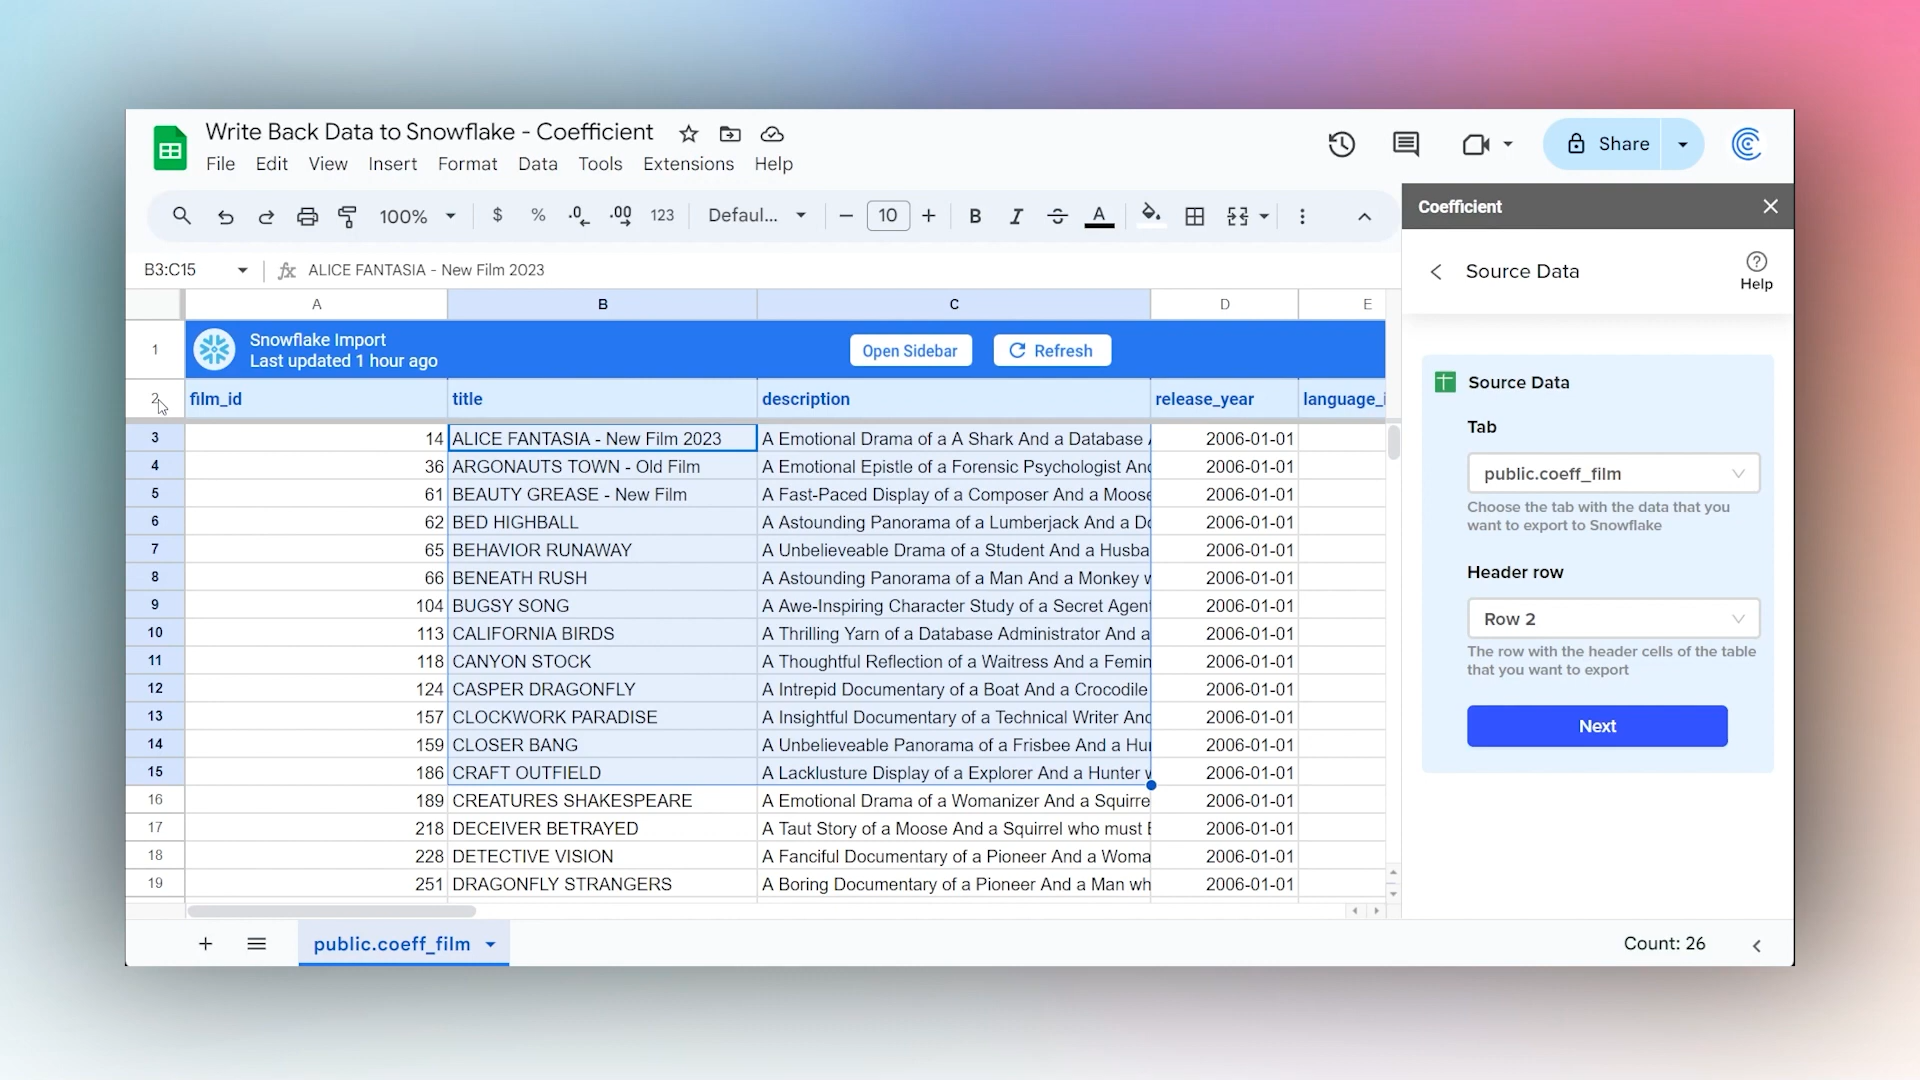 Write Back Data to Snowflake - Coefficient
File Edit View Insert Format Data Tools Extensions Help
Share
100% $ % .0 .00 123 Defaul... 10 B I A
B3:C15 fx ALICE FANTASIA - New Film 2023
A B C D E
1 Snowflake Import
Last updated 1 hour ago
Open Sidebar Refresh
2 film_id title description release_year language_i
3 14 ALICE FANTASIA - New Film 2023 A Emotional Drama of a A Shark And a Database 2006-01-01
4 36 ARGONAUTS TOWN - Old Film A Emotional Epistle of a Forensic Psychologist And 2006-01-01
5 61 BEAUTY GREASE - New Film A Fast-Paced Display of a Composer And a Moose 2006-01-01
6 62 BED HIGHBALL A Astounding Panorama of a Lumberjack And a Do 2006-01-01
7 65 BEHAVIOR RUNAWAY A Unbelieveable Drama of a Student And a Husba 2006-01-01
8 66 BENEATH RUSH A Astounding Panorama of a Man And a Monkey w 2006-01-01
9 104 BUGSY SONG A Awe-Inspiring Character Study of a Secret Agent 2006-01-01
10 113 CALIFORNIA BIRDS A Thrilling Yarn of a Database Administrator And a 2006-01-01
11 118 CANYON STOCK A Thoughtful Reflection of a Waitress And a Femin 2006-01-01
12 124 CASPER DRAGONFLY A Intrepid Documentary of a Boat And a Crocodile 2006-01-01
13 157 CLOCKWORK PARADISE A Insightful Documentary of a Technical Writer And 2006-01-01
14 159 CLOSER BANG A Unbelieveable Panorama of a Frisbee And a Hu 2006-01-01
15 186 CRAFT OUTFIELD A Lacklusture Display of a Explorer And a Hunter w 2006-01-01
16 189 CREATURES SHAKESPEARE A Emotional Drama of a Womanizer And a Squirre 2006-01-01
17 218 DECEIVER BETRAYED A Taut Story of a Moose And a Squirrel who must 2006-01-01
18 228 DETECTIVE VISION A Fanciful Documentary of a Pioneer And a Woma 2006-01-01
19 251 DRAGONFLY STRANGERS A Boring Documentary of a Pioneer And a Man wh 2006-01-01
public.coeff_film
Count: 26
Coefficient
Source Data
Help
Source Data
Tab
public.coeff_film
Choose the tab with the data that you
want to export to Snowflake
Header row
Row 2
The row with the header cells of the table
that you want to export
Next